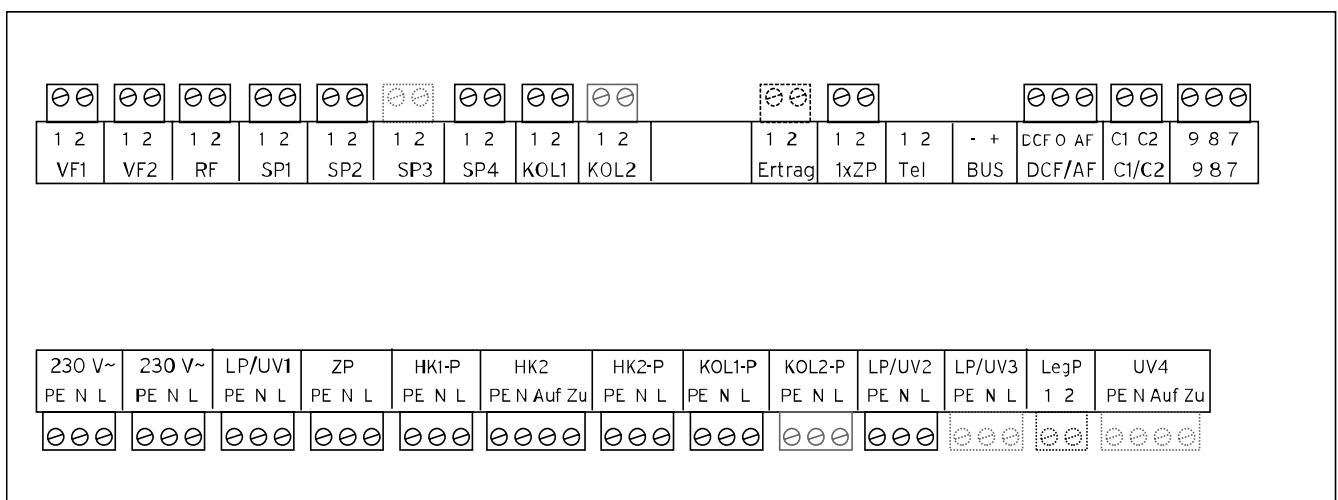 1 2 1 2 1 2 1 2 1 2 1 2 1 2 1 2 1 2 1 2 1 2 1 2 - + DCF O AF C1 C2 9 8 7
VF1 VF2 RF SP1 SP2 SP3 SP4 KOL1 KOL2 Ertrag 1xZP Tel BUS DCF/AF C1/C2 9 8 7
230 V~ 230 V~ LP/UV1 ZP HK1-P HK2 HK2-P KOL1-P KOL2-P LP/UV2 LP/UV3 LegP UV4
PE N L PE N L PE N L PE N L PE N L PE N Auf Zu PE N L PE N L PE N L PE N L PE N L 1 2 PE N Auf Zu